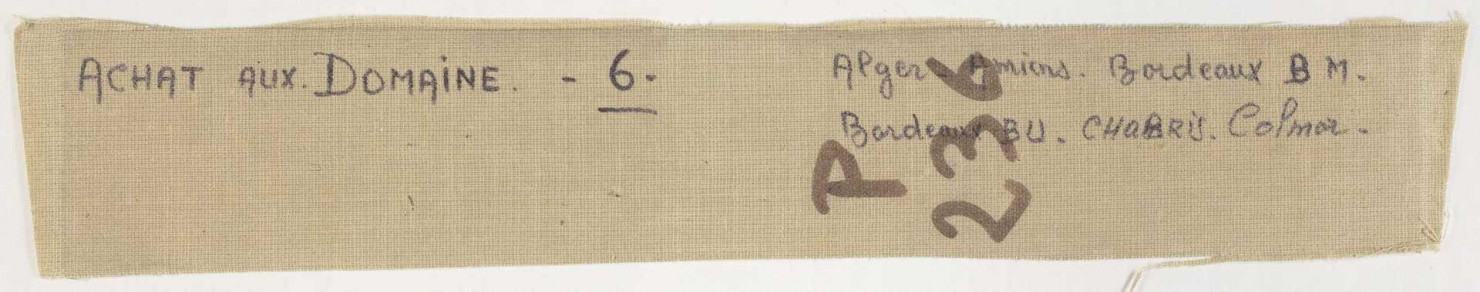 ACHAT AUX. DOMAINE. - 6.
Alger - Amiens. Bordeaux B M.
Bordeaux BU. CHABRIS. Colmar.
P 236